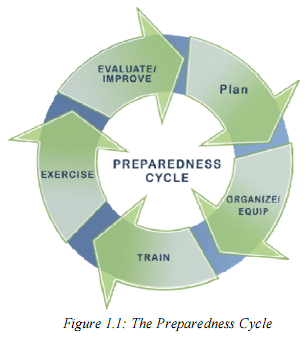 EVALUATE/
IMPROVE
Plan
PREPAREDNESS
CYCLE
EXERCISE
ORGANIZE/
EQUIP
TRAIN
Figure 1.1: The Preparedness Cycle